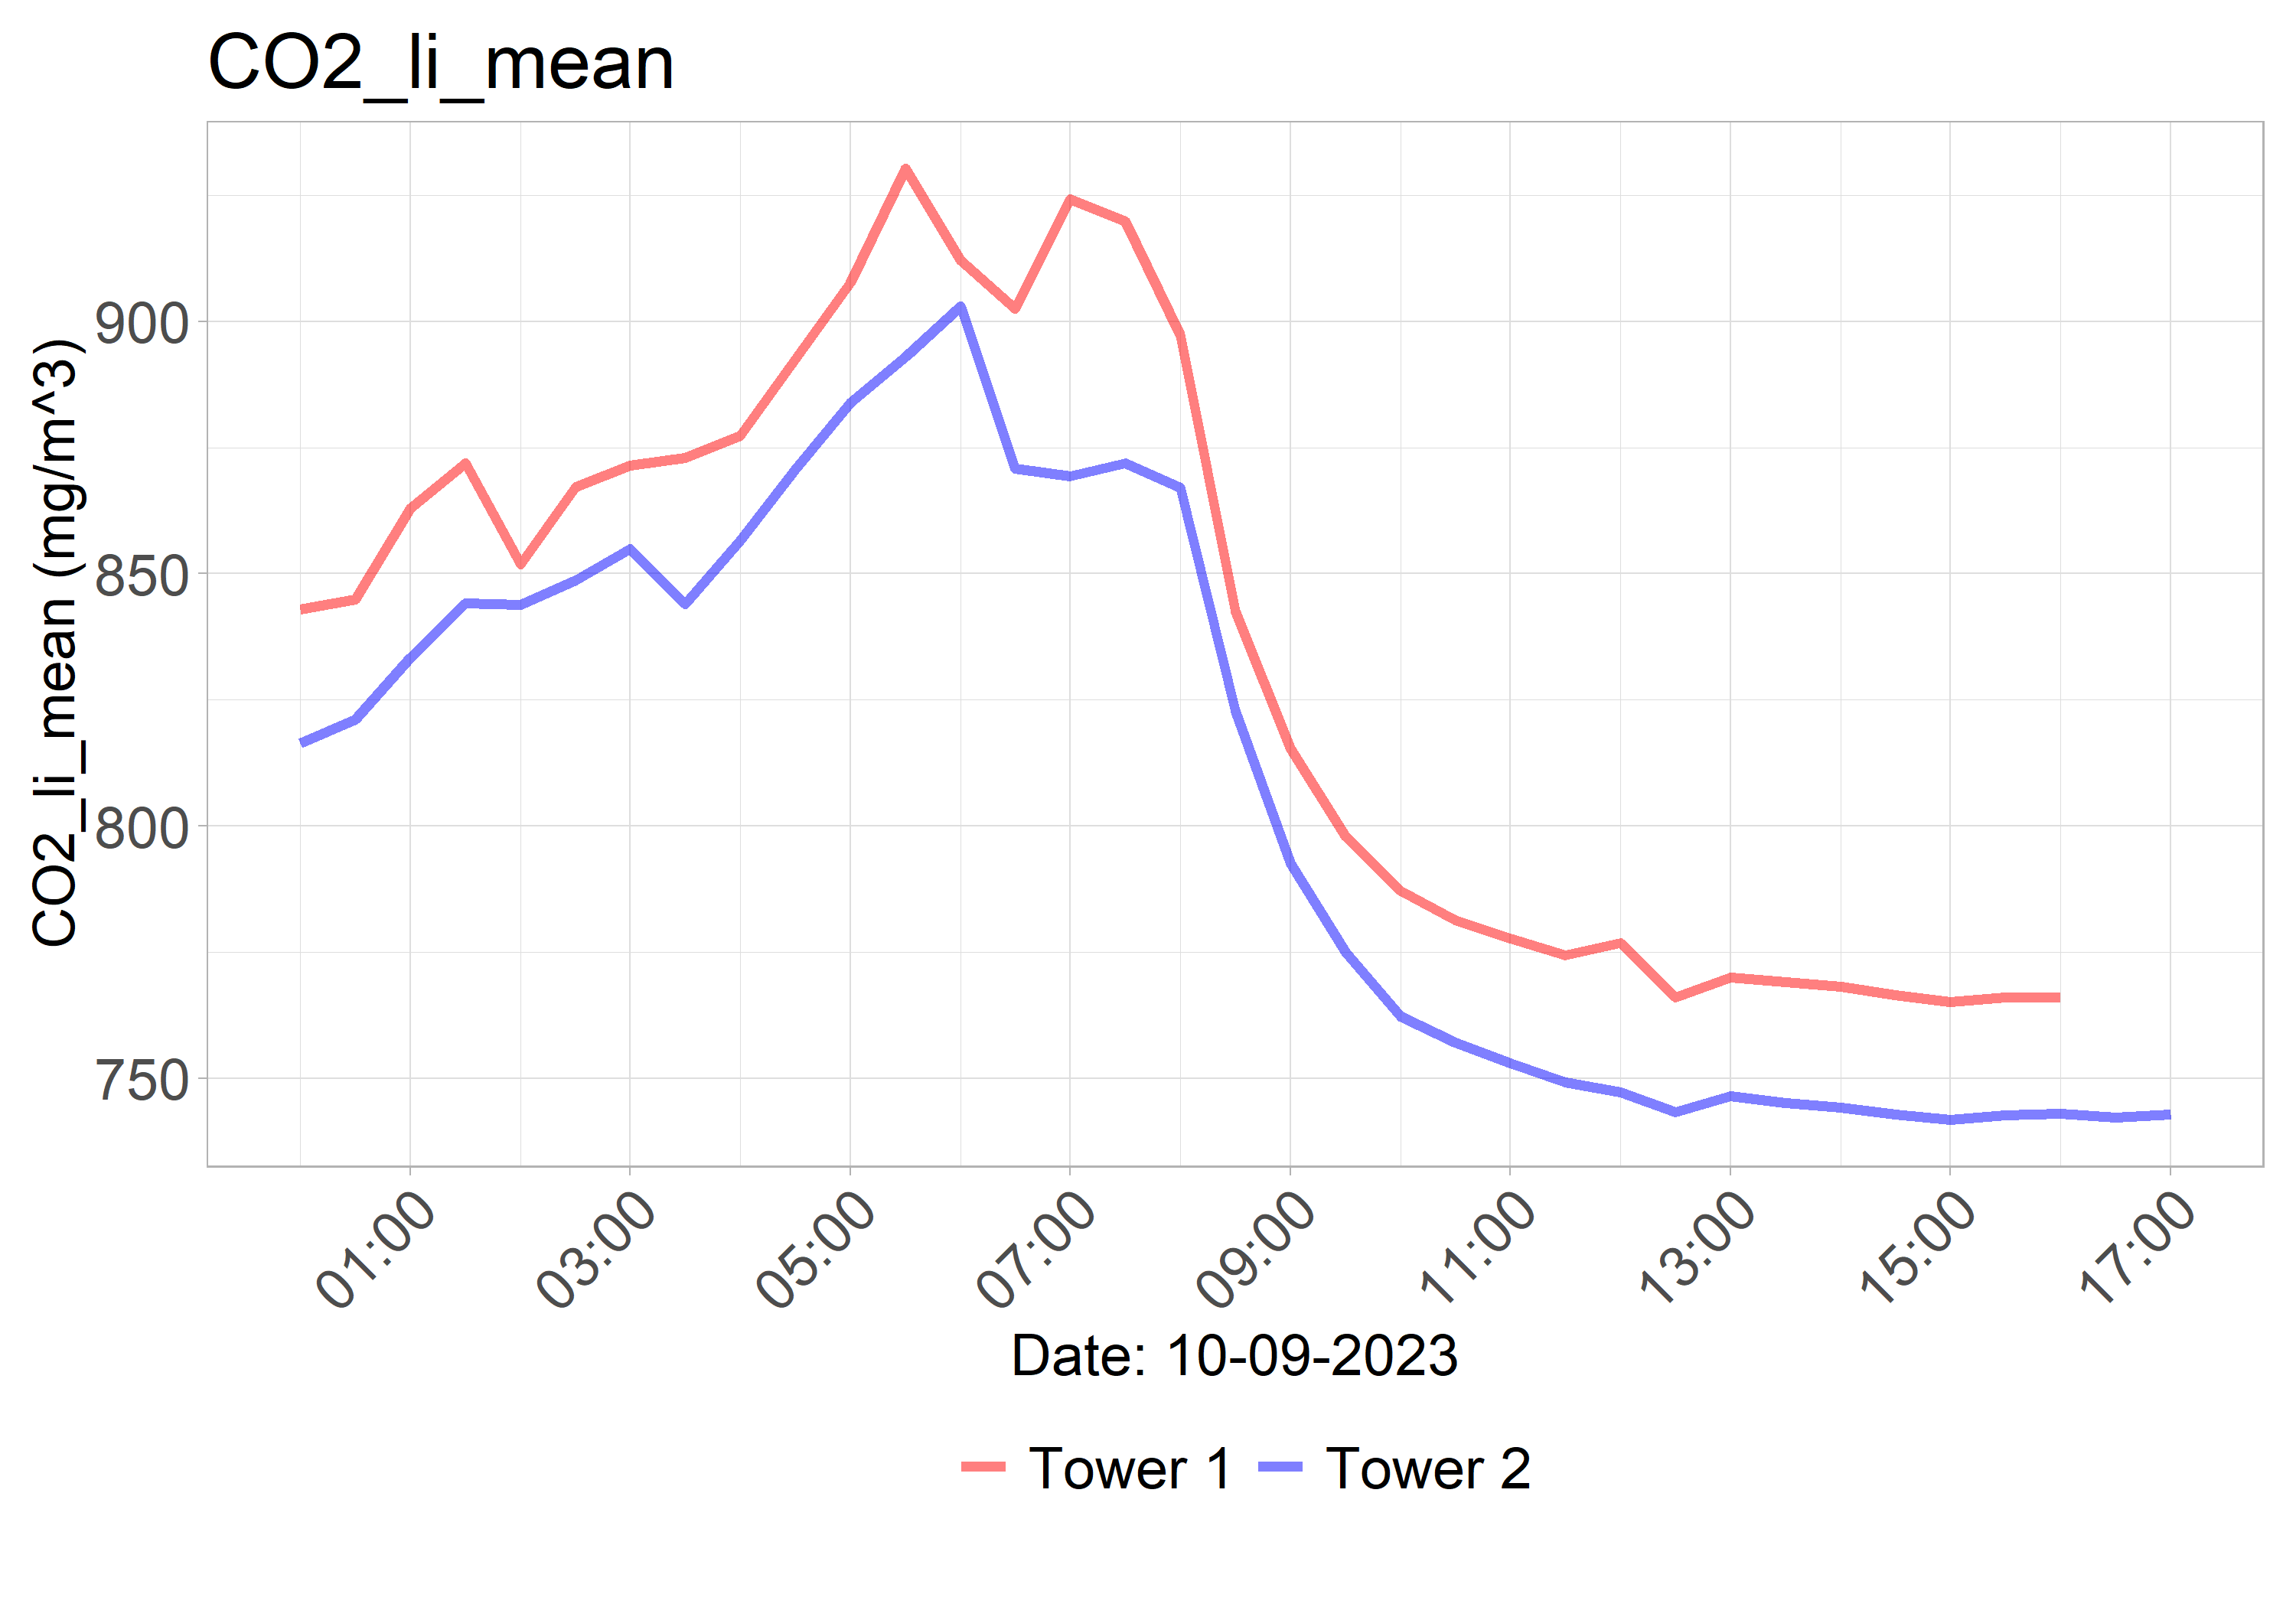 CO2_li_mean
CO2_li_mean (mg/m^3)
900
850
800
750
01:00
03:00
05:00
07:00
09:00
11:00
13:00
15:00
17:00
Date: 10-09-2023
Tower 1
Tower 2